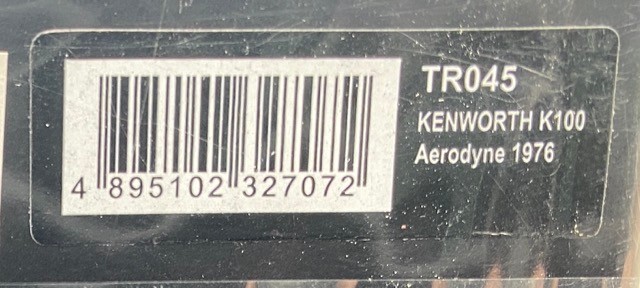 TR045
KENWORTH K100
Aerodyne 1976
4 895102 327072